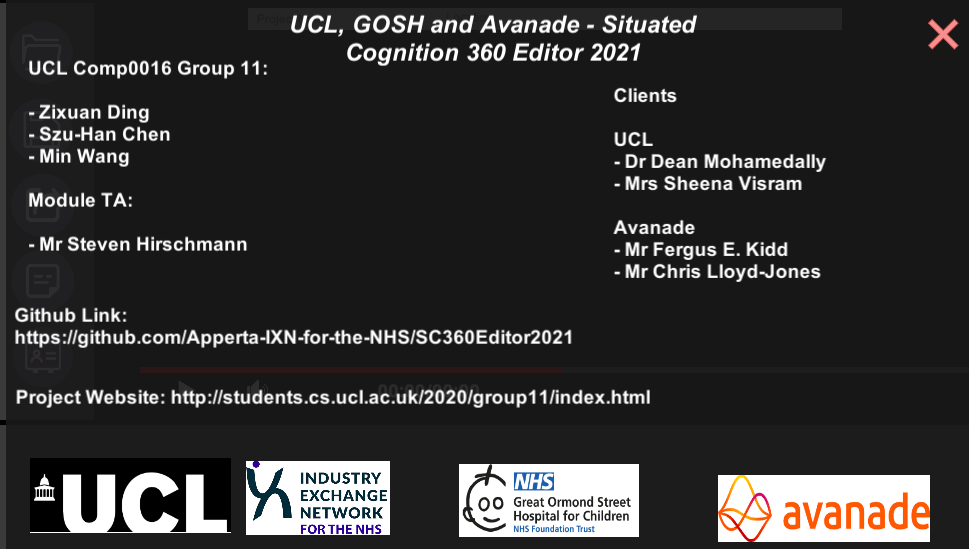 UCL, GOSH and Avanade - Situated
Cognition 360 Editor 2021
UCL Comp0016 Group 11:
- Zixuan Ding
- Szu-Han Chen
- Min Wang
Module TA:
- Mr Steven Hirschmann
Clients
UCL
- Dr Dean Mohamedally
- Mrs Sheena Visram
Avanade
- Mr Fergus E. Kidd
- Mr Chris Lloyd-Jones
Github Link:
https://github.com/Apperta-IXN-for-the-NHS/SC360Editor2021
00:00/00:00
Project Website: http://students.cs.ucl.ac.uk/2020/group11/index.html
UCL
INDUSTRY
EXCHANGE
NETWORK
FOR THE NHS
NHS
Great Ormond Street
Hospital for Children
NHS Foundation Trust
avanade